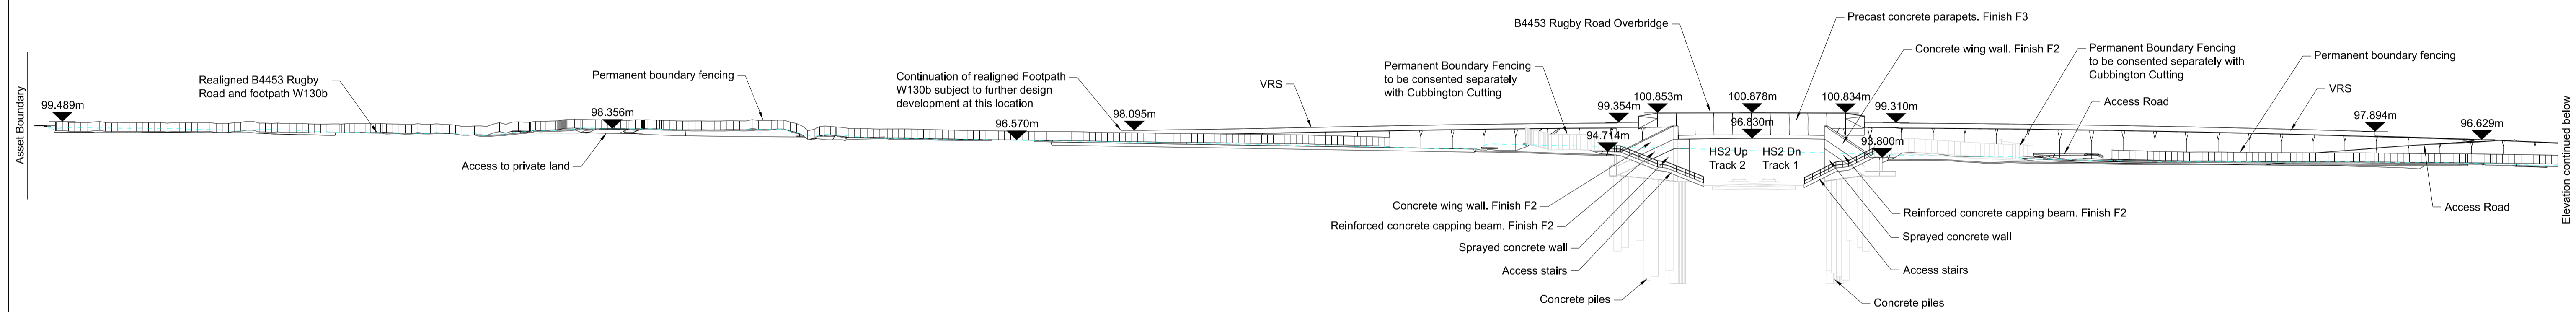 Asset Boundary
99.489m
Realigned B4453 Rugby
Road and footpath W130b
Access to private land
98.356m
Permanent boundary fencing
Continuation of realigned Footpath
W130b subject to further design
development at this location
96.570m
98.095m
VRS
Permanent Boundary Fencing
to be consented separately
with Cubbington Cutting
99.354m
94.714m
B4453 Rugby Road Overbridge
100.853m
100.878m
100.834m
96.830m
HS2 Up
Track 2
HS2 Dn
Track 1
Precast concrete parapets. Finish F3
Concrete wing wall. Finish F2
99.310m
93.800m
Permanent Boundary Fencing
to be consented separately with
Cubbington Cutting
Access Road
Permanent boundary fencing
VRS
97.894m
96.629m
Access Road
Concrete wing wall. Finish F2
Reinforced concrete capping beam. Finish F2
Sprayed concrete wall
Access stairs
Concrete piles
Reinforced concrete capping beam. Finish F2
Sprayed concrete wall
Access stairs
Concrete piles
Elevation continued below